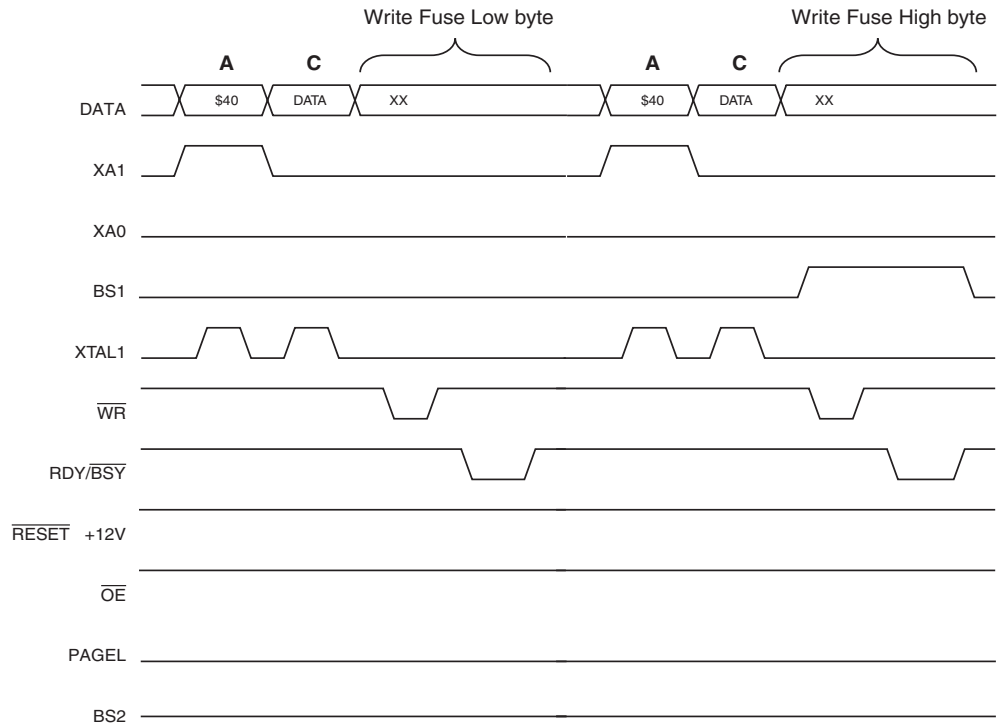 Write Fuse Low byte
Write Fuse High byte
A
C
A
C
DATA
$40
DATA
XX
$40
DATA
XX
XA1
XA0
BS1
XTAL1
WR
RDY/BSY
RESET +12V
OE
PAGEL
BS2